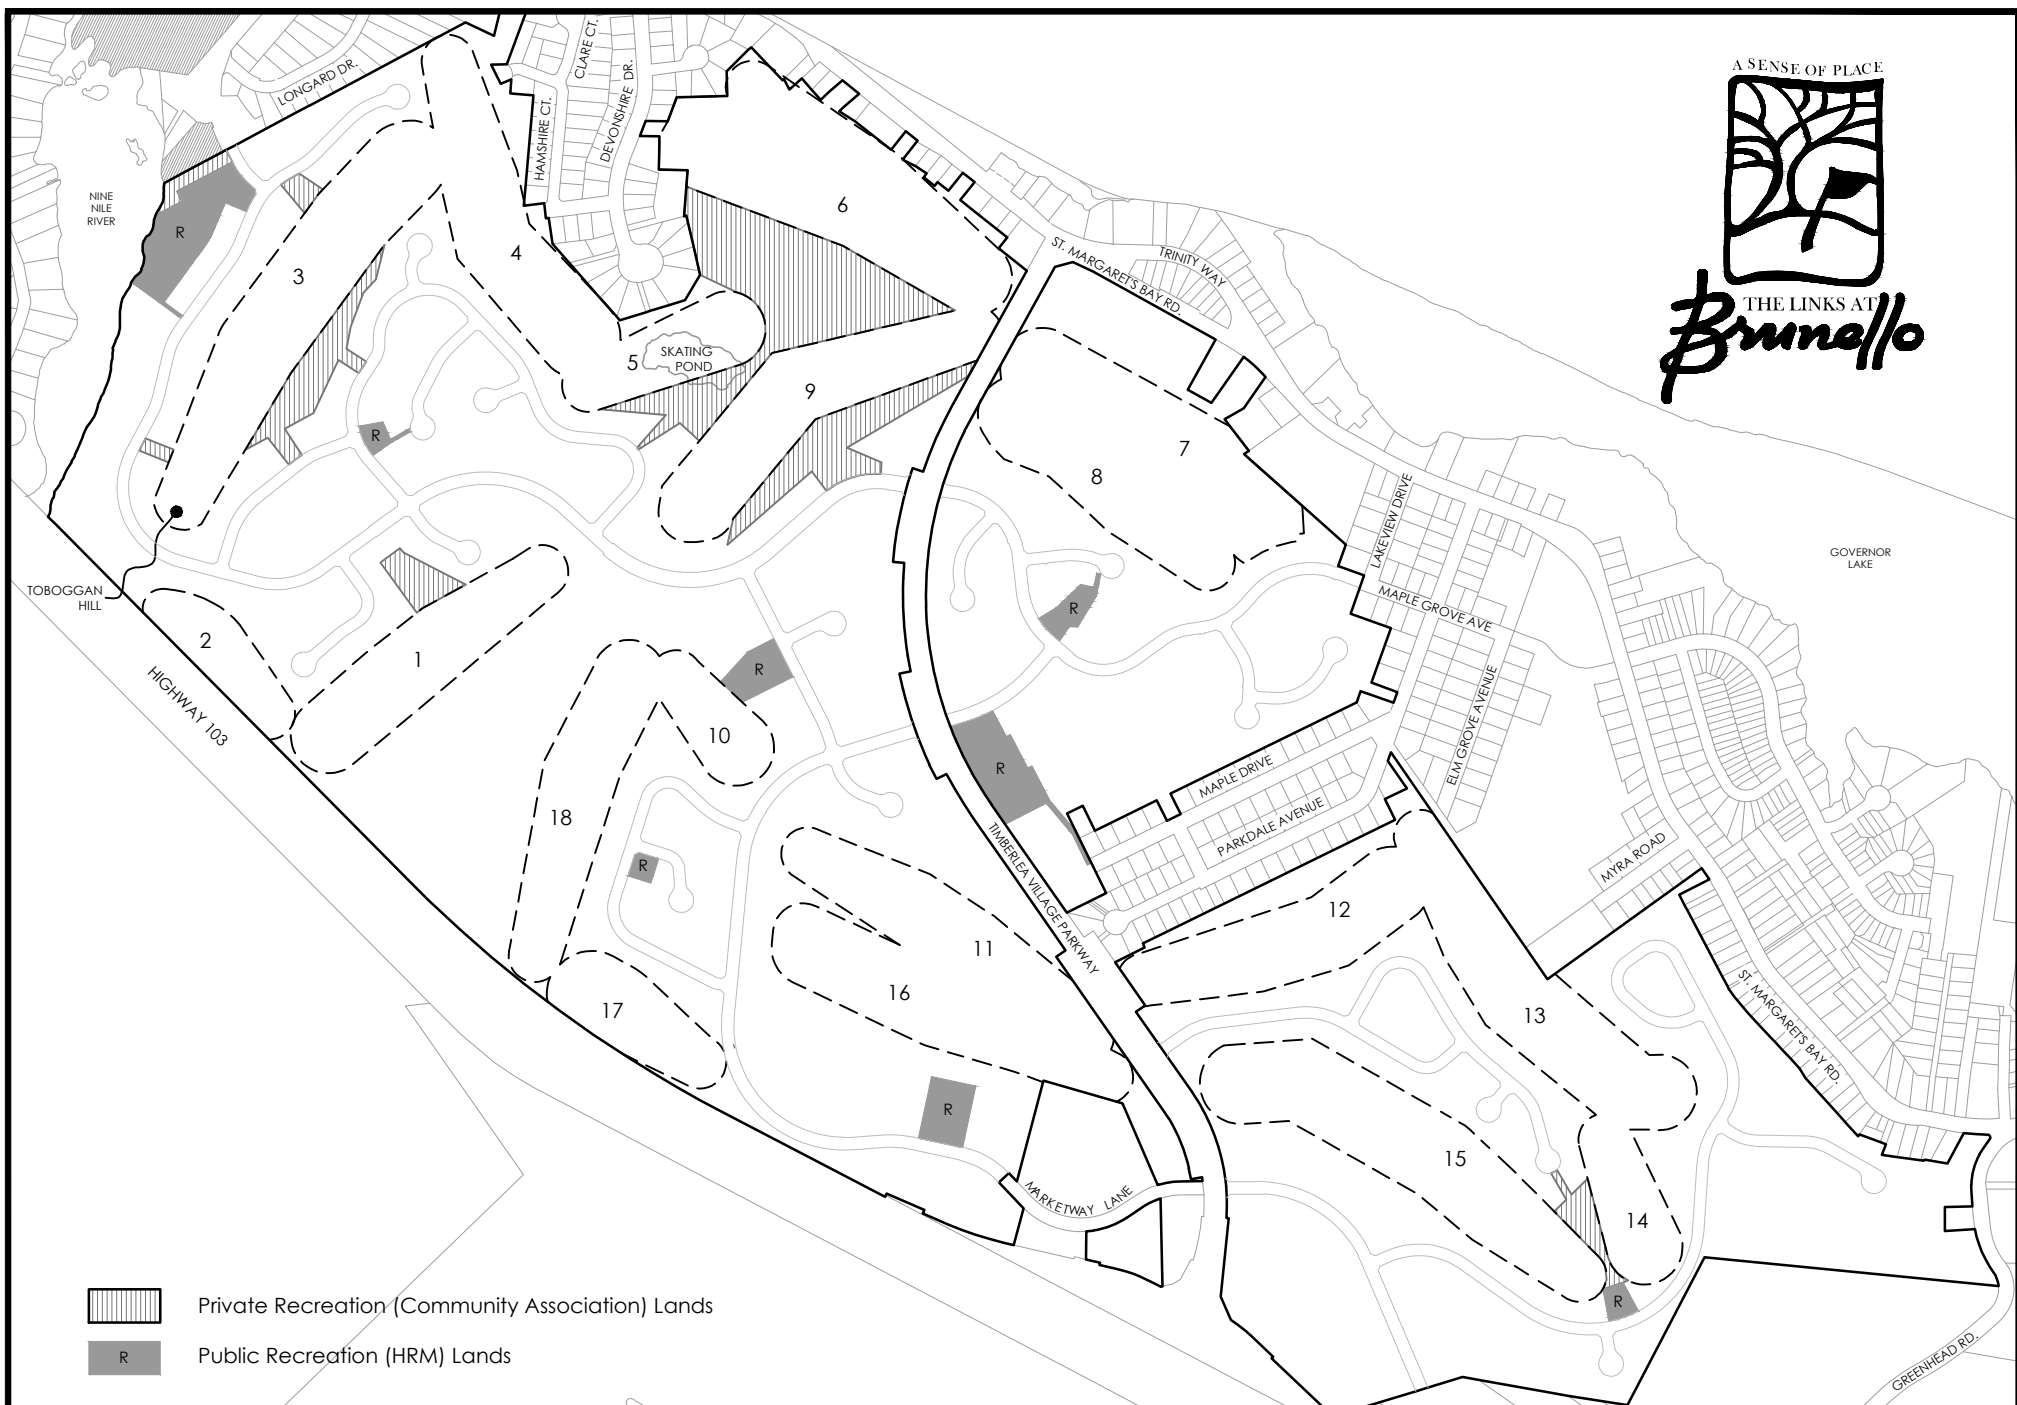 A SENSE OF PLACE
THE LINKS AT
Brunello
LONGARD DR.
CLARE CT.
HAMSHIRE CT.
DEVONSHIRE DR.
NINE
NILE
RIVER
R
3
4
6
ST. MARGARETS BAY RD.
TRINITY WAY
5
SKATING
POND
9
R
7
8
LAKEVIEW DRIVE
GOVERNOR
LAKE
TOBOGGAN
HILL
MAPLE GROVE AVE
R
2
1
R
HIGHWAY 103
ELM GROVE AVENUE
10
R
MAPLE DRIVE
18
PARKDALE AVENUE
R
TIMBERLEA VILLAGE PARKWAY
MYRA ROAD
12
11
16
17
13
ST. MARGARETS BAY RD.
R
15
MARKETWAY LANE
14
R
Private Recreation (Community Association) Lands
R
Public Recreation (HRM) Lands
GREENHEAD RD.